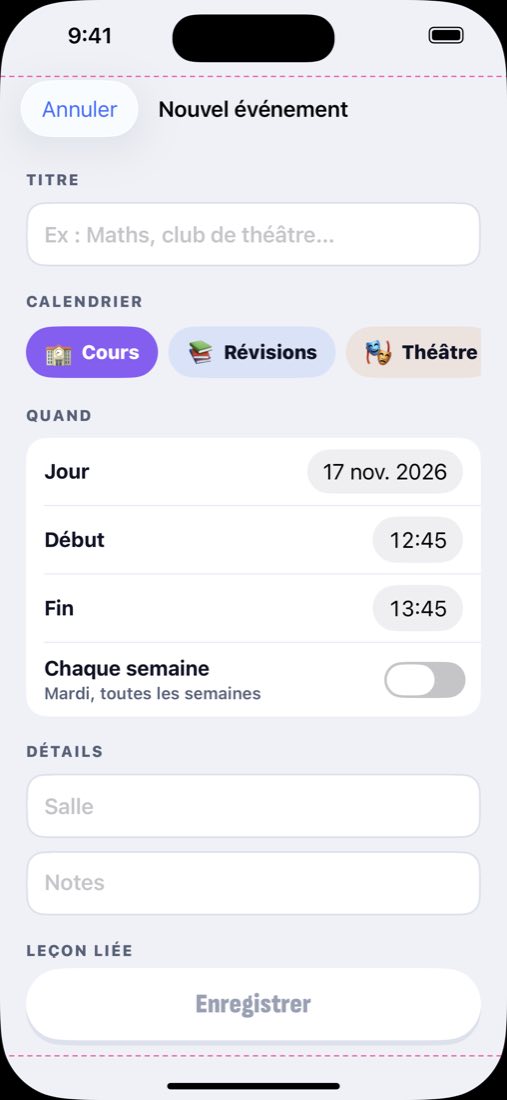 9:41
Annuler
Nouvel événement
TITRE
Ex : Maths, club de théâtre...
CALENDRIER
Cours
Révisions
Théâtre
QUAND
Jour
17 nov. 2026
Début
12:45
Fin
13:45
Chaque semaine
Mardi, toutes les semaines
DÉTAILS
Salle
Notes
LEÇON LIÉE
Enregistrer